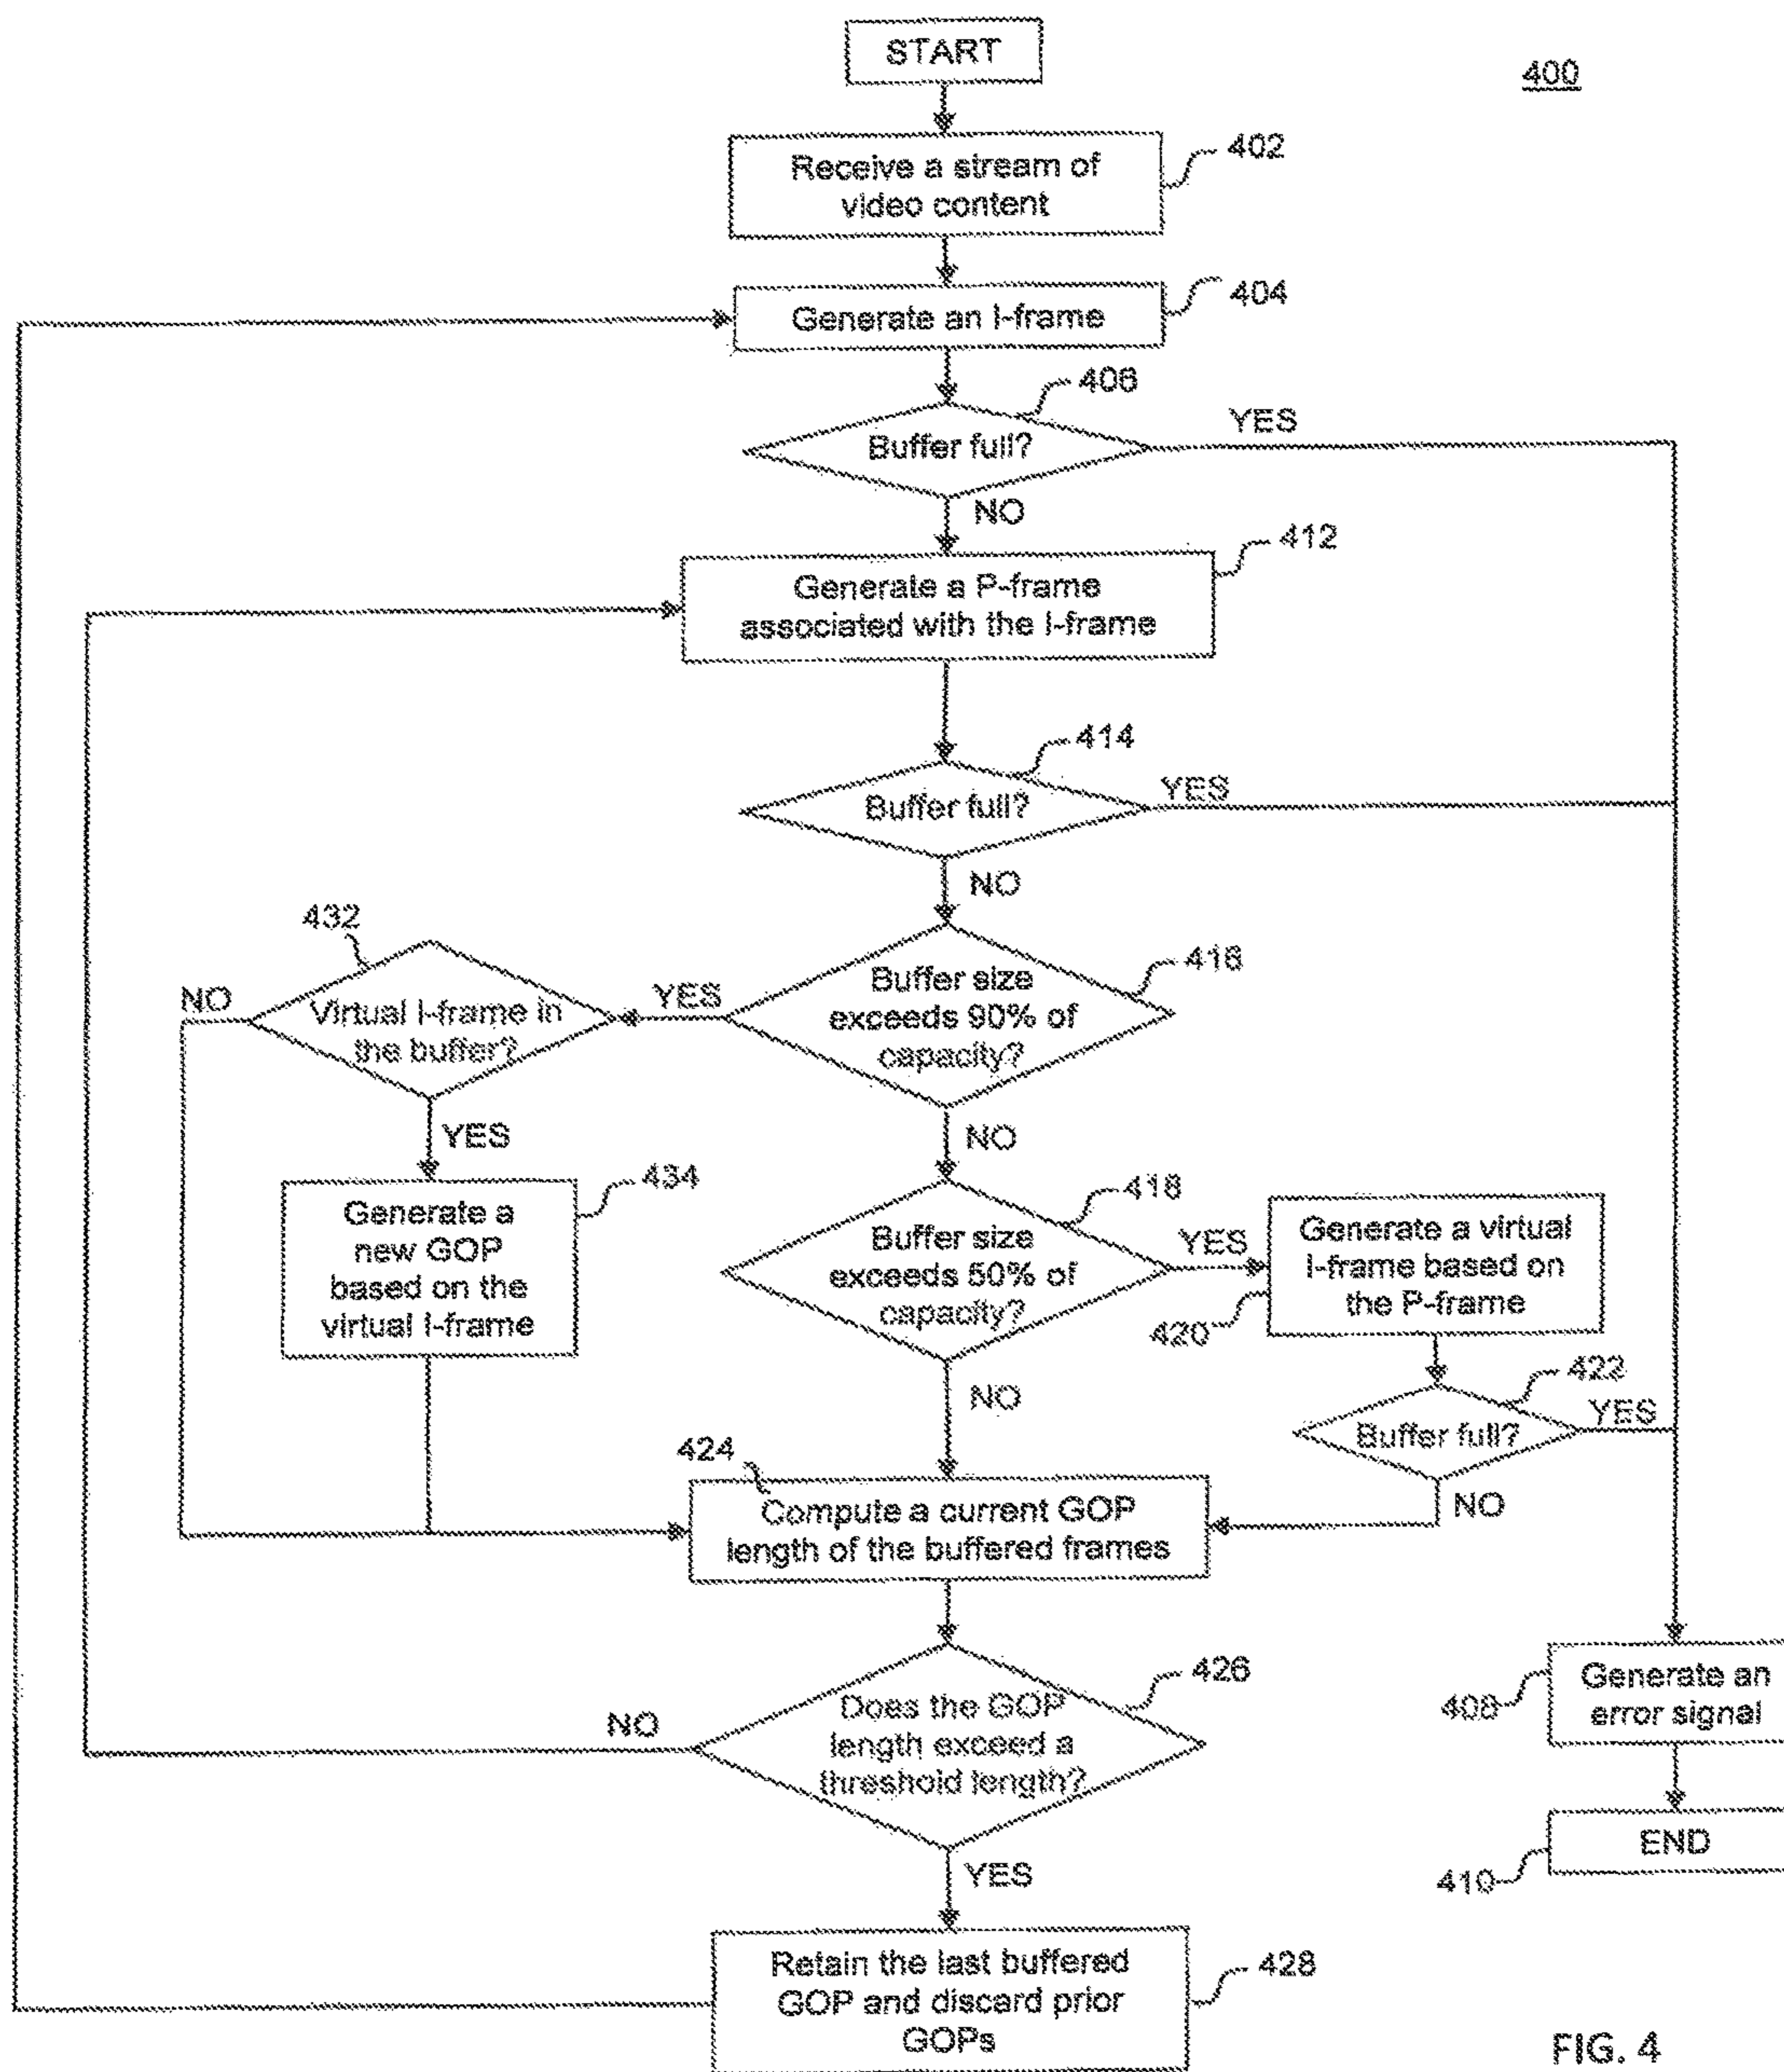 START
400
Receive a stream of
video content
402
Generate an I-frame
404
406
Buffer full?
YES
NO
Generate a P-frame
associated with the I-frame
412
414
Buffer full?
YES
NO
432
NO
Virtual I-frame in
the buffer?
YES
Buffer size
exceeds 90% of
capacity?
416
YES
NO
Generate a
new GOP
based on the
virtual I-frame
434
Buffer size
exceeds 50% of
capacity?
418
YES
Generate a virtual
I-frame based on
the P-frame
420
NO
422
Buffer full?
YES
NO
424
Compute a current GOP
length of the buffered frames
426
Does the GOP
length exceed a
threshold length?
NO
YES
Generate an
error signal
408
END
410
Retain the last buffered
GOP and discard prior
GOPs
428
FIG. 4